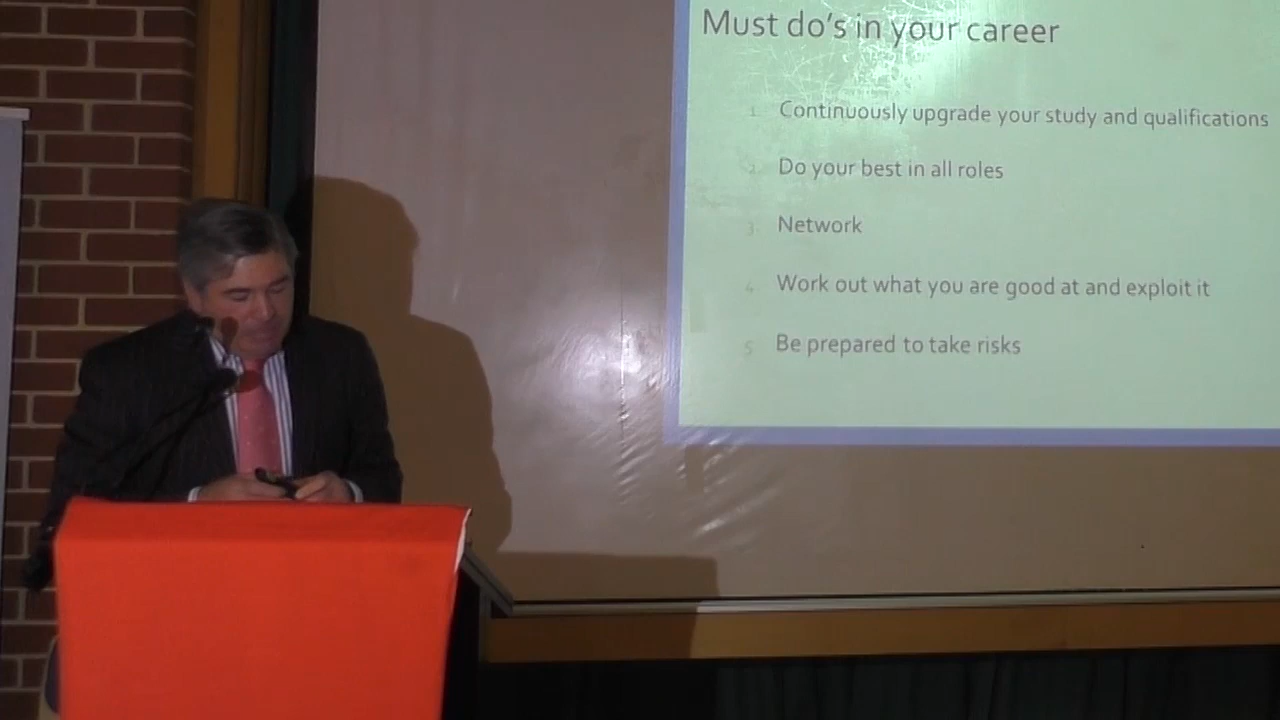 Must do's in your career
1. Continuously upgrade your study and qualifications
2. Do your best in all roles
3. Network
4. Work out what you are good at and exploit it
5. Be prepared to take risks